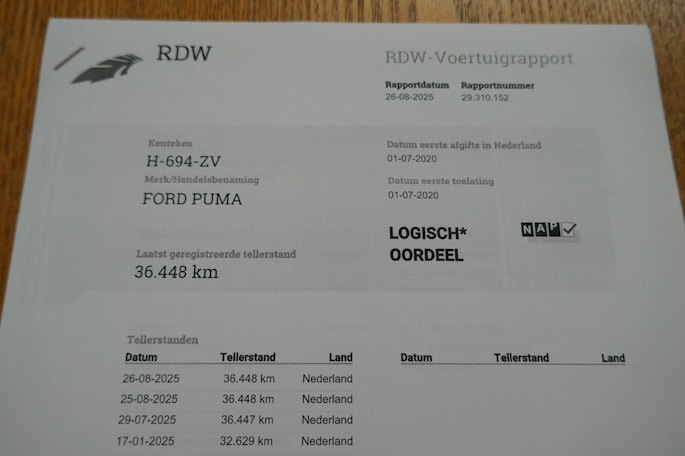 RDW
RDW-Voertuigrapport
Rapportdatum Rapportnummer
26-08-2025 29.310.152
Kenteken
H-694-ZV
Merk/Handelsbenaming
FORD PUMA
Laatst geregistreerde tellerstand
36.448 km
Datum eerste afgifte in Nederland
01-07-2020
Datum eerste toelating
01-07-2020
LOGISCH*
OORDEEL
NAP
Tellerstanden
Datum Tellerstand Land
26-08-2025 36.448 km Nederland
25-08-2025 36.448 km Nederland
29-07-2025 36.447 km Nederland
17-01-2025 32.629 km Nederland
Datum Tellerstand Land